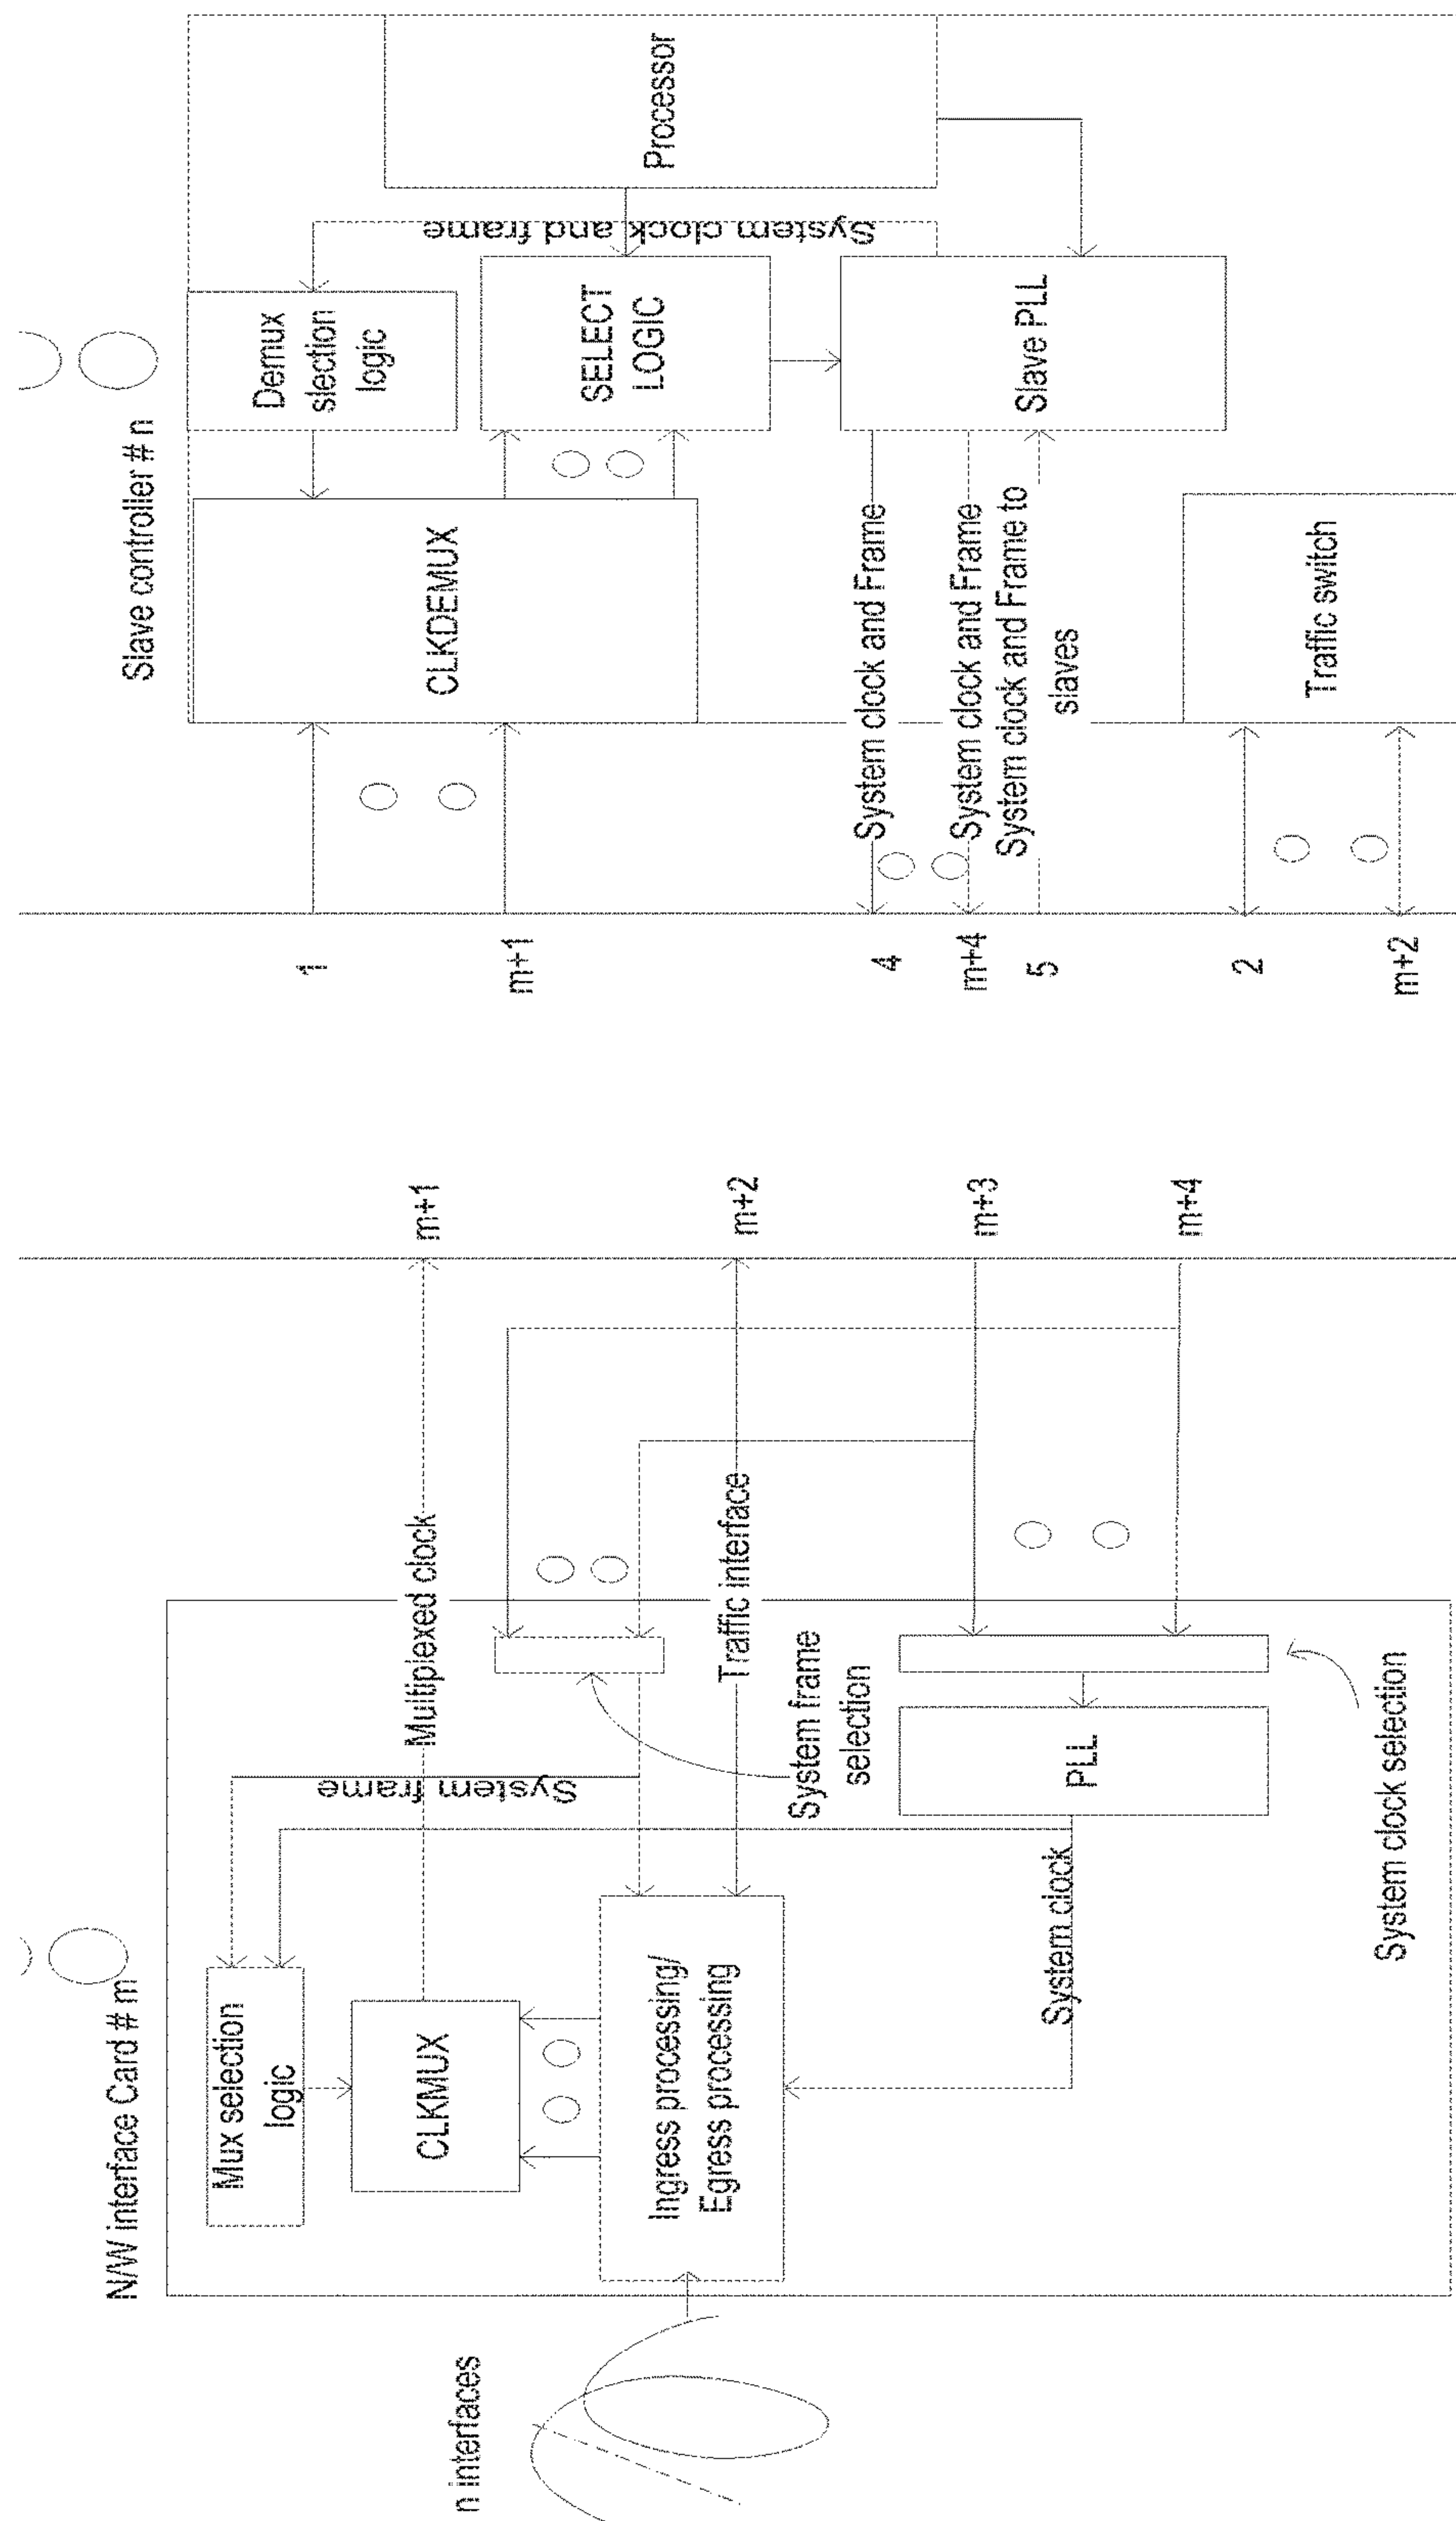 Slave controller # n
1
m+1
4
m+4
5
2
m+2
CLKDEMUX
Demux
slection
logic
SELECT
LOGIC
System clock and frame
Processor
Slave PLL
System clock and Frame
System clock and Frame
System clock and Frame to
slaves
Traffic switch
N/W interface Card # m
n interfaces
Mux selection
logic
CLKMUX
Ingress processing/
Egress processing
System frame
Multiplexed clock
Traffic interface
System frame
selection
PLL
System clock
System clock selection
m+1
m+2
m+3
m+4